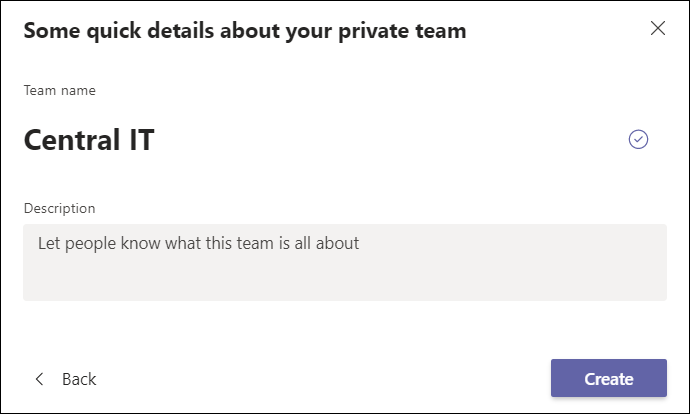 Some quick details about your private team
Team name
Central IT
Description
Let people know what this team is all about
Back
Create